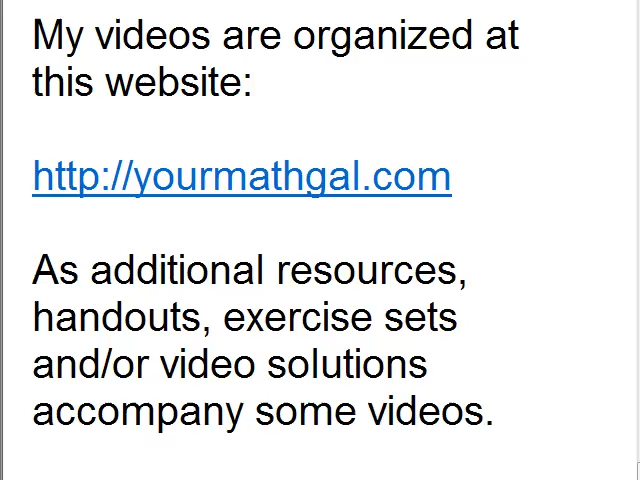 My videos are organized at
this website:
http://yourmathgal.com
As additional resources,
handouts, exercise sets
and/or video solutions
accompany some videos.